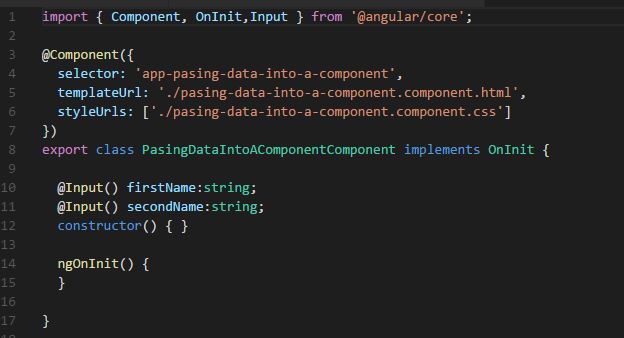 1 import { Component, OnInit,Input } from '@angular/core';
2
3 @Component({
4   selector: 'app-pasing-data-into-a-component',
5   templateUrl: './pasing-data-into-a-component.component.html',
6   styleUrls: ['./pasing-data-into-a-component.component.css']
7 })
8 export class PasingDataIntoAComponentComponent implements OnInit {
9
10   @Input() firstName:string;
11   @Input() secondName:string;
12   constructor() { }
13
14   ngOnInit() {
15   }
16
17 }